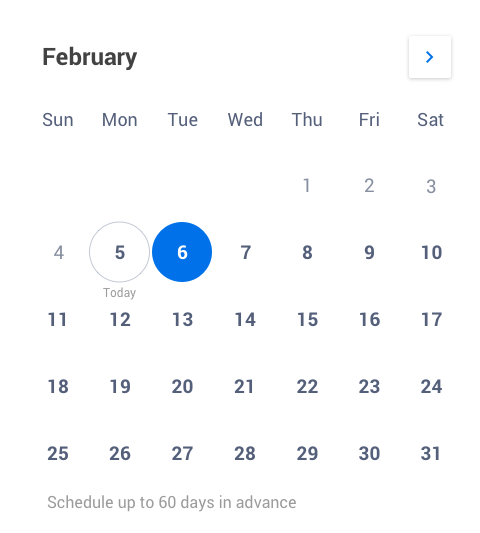 February
Sun Mon Tue Wed Thu Fri Sat
1 2 3
4 5 6 7 8 9 10
Today
11 12 13 14 15 16 17
18 19 20 21 22 23 24
25 26 27 28 29 30 31
Schedule up to 60 days in advance